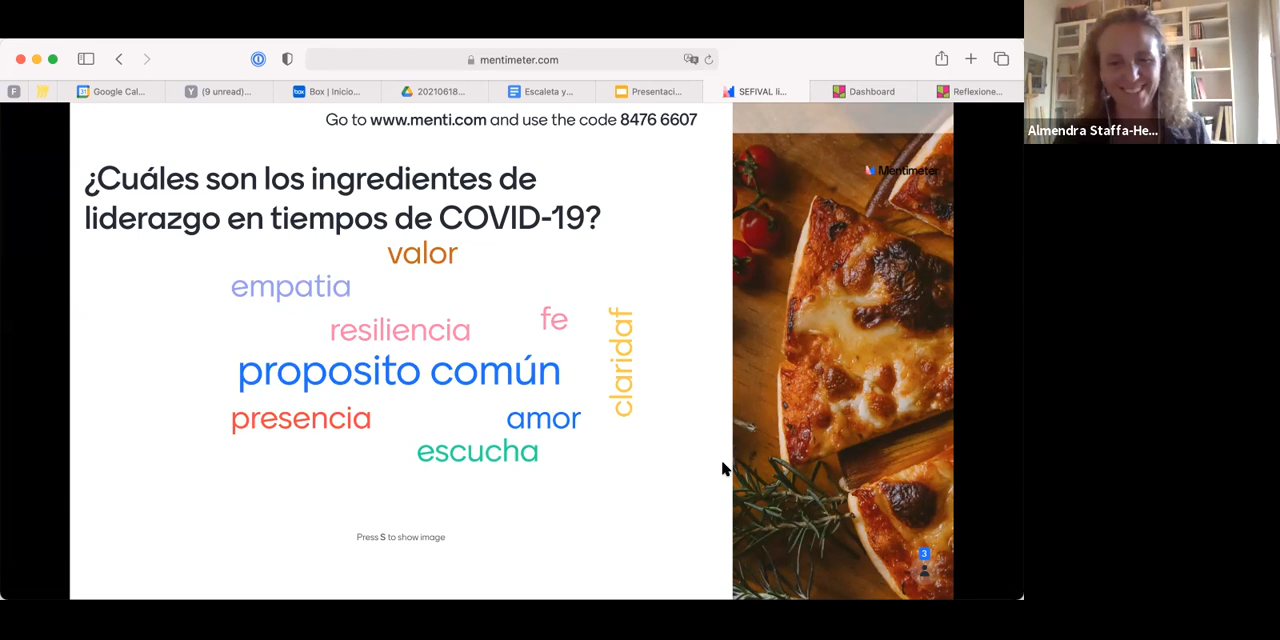 mentimeter.com
F
Google Cal...
Y
(9 unread)...
box
Box | Inicio...
20210618...
Escaleta y...
Presentaci...
SEFIVAL li...
Dashboard
Reflexione...
Go to www.menti.com and use the code 8476 6607
Mentimeter
¿Cuáles son los ingredientes de
liderazgo en tiempos de COVID-19?
valor
empatia
fe
resiliencia
claridaf
proposito común
presencia
amor
escucha
Press S to show image
3
Almendra Staffa-He...